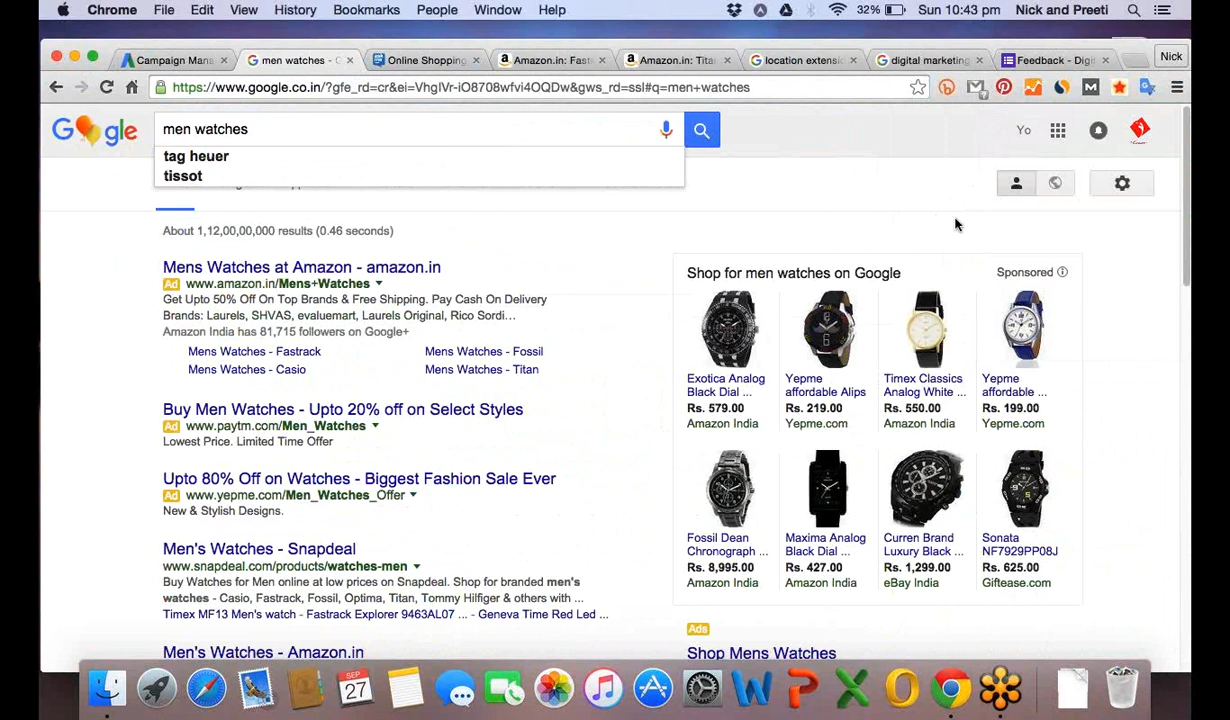 Chrome File Edit View History Bookmarks People Window Help 32% Sun 10:43 pm Nick and Preeti
Campaign Mana
men watches - G
Online Shopping
Amazon.in: Fast
Amazon.in: Tita
location extensi
digital marketing
Feedback - Digi
Nick
https://www.google.co.in/?gfe_rd=cr&ei=VhgIVr-iO8708wfvi4OQDw&gws_rd=ssl#q=men+watches
Google
men watches
Yo
tag heuer
tissot
About 1,12,00,00,000 results (0.46 seconds)
Mens Watches at Amazon - amazon.in
Ad www.amazon.in/Mens+Watches
Get Upto 50% Off On Top Brands & Free Shipping. Pay Cash On Delivery
Brands: Laurels, SHVAS, evaluemart, Laurels Original, Rico Sordi...
Amazon India has 81,715 followers on Google+
Mens Watches - Fastrack Mens Watches - Fossil
Mens Watches - Casio Mens Watches - Titan
Buy Men Watches - Upto 20% off on Select Styles
Ad www.paytm.com/Men_Watches
Lowest Price. Limited Time Offer
Upto 80% Off on Watches - Biggest Fashion Sale Ever
Ad www.yepme.com/Men_Watches_Offer
New & Stylish Designs.
Men's Watches - Snapdeal
www.snapdeal.com/products/watches-men
Buy Watches for Men online at low prices on Snapdeal. Shop for branded men's
watches - Casio, Fastrack, Fossil, Optima, Titan, Tommy Hilfiger & others with ...
Timex MF13 Men's watch - Fastrack Explorer 9463AL07 ... - Geneva Time Red Led ...
Men's Watches - Amazon.in
Shop for men watches on Google Sponsored
Exotica Analog
Black Dial ...
Rs. 579.00
Amazon India
Yepme
affordable Alips
Rs. 219.00
Yepme.com
Timex Classics
Analog White ...
Rs. 550.00
Amazon India
Yepme
affordable ...
Rs. 199.00
Yepme.com
Fossil Dean
Chronograph ...
Rs. 8,995.00
Amazon India
Maxima Analog
Black Dial ...
Rs. 427.00
Amazon India
Curren Brand
Luxury Black ...
Rs. 1,299.00
eBay India
Sonata
NF7929PP08J
Rs. 625.00
Giftease.com
Ads
Shop Mens Watches
SEP
27